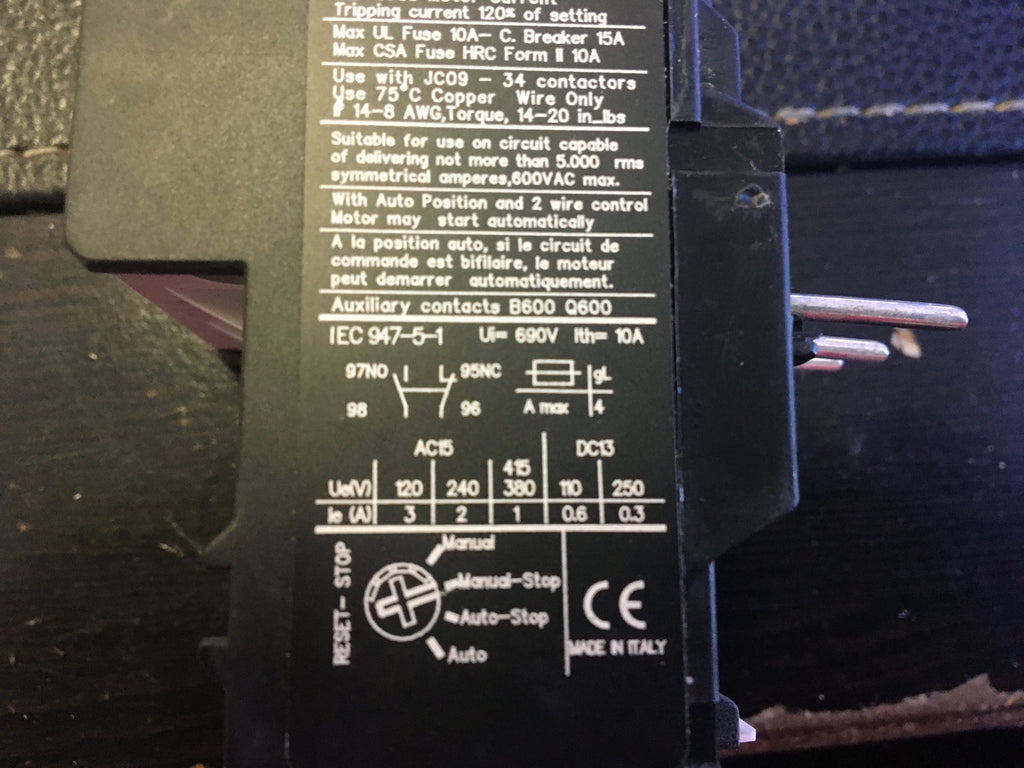 Motor Current
Tripping current 120% of setting
Max UL Fuse 10A- C. Breaker 15A
Max CSA Fuse HRC Form II 10A
Use with JC09 - 34 contactors
Use 75°C Copper Wire Only
# 14-8 AWG,Torque, 14-20 in_lbs
Suitable for use on circuit capable
of delivering not more than 5.000 rms
symmetrical amperes,600VAC max.
With Auto Position and 2 wire control
Motor may start automatically
A la position auto, si le circuit de
commande est bifilaire, le moteur
peut demarrer automatiquement.
Auxiliary contacts B600 Q600
IEC 947-5-1 Ui= 690V Ith= 10A
97NO 95NC gL
98 96 A max 4
AC15 DC13
415
Ue(V) 120 240 380 110 250
Ie (A) 3 2 1 0.6 0.3
RESET- STOP
Manual
Manual-Stop
Auto-Stop
Auto
CE
MADE IN ITALY